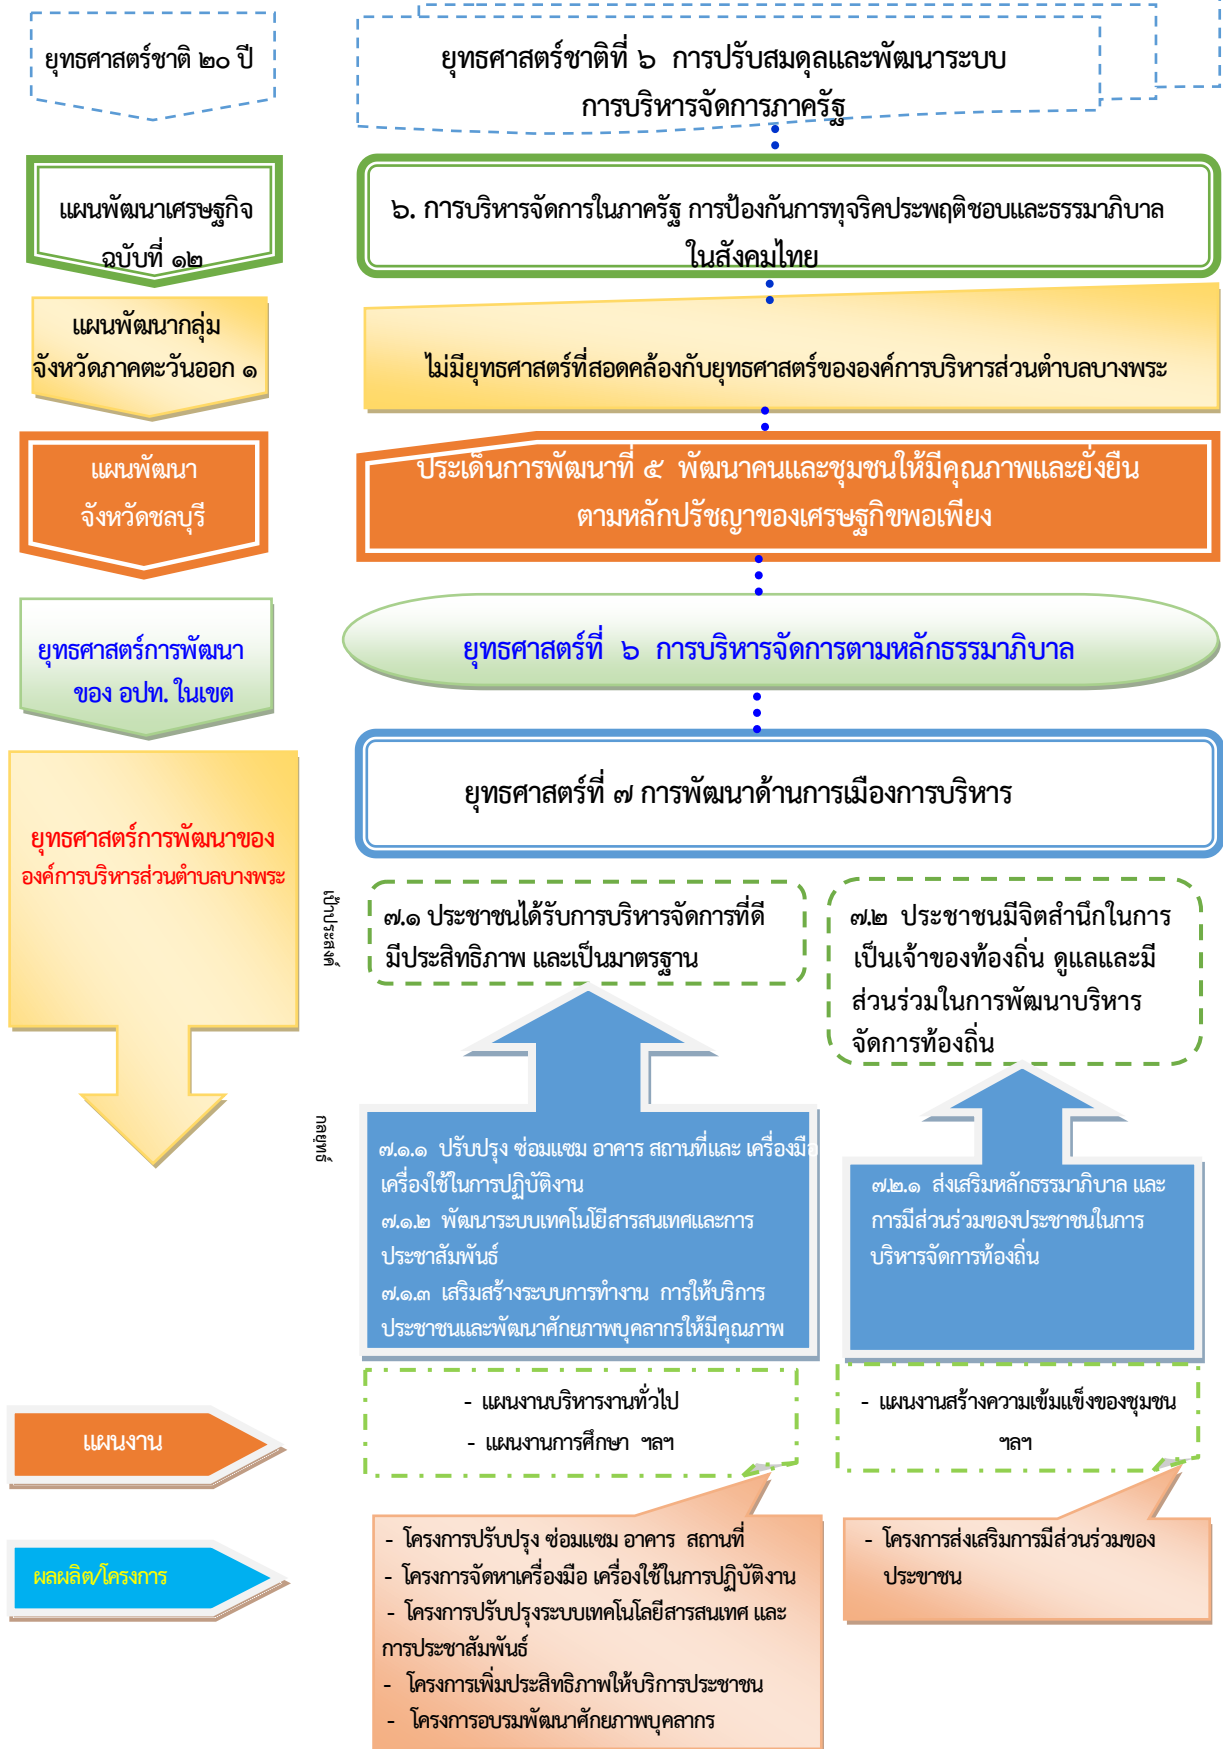 ยุทธศาสตร์ชาติ ๒๐ ปี
ยุทธศาสตร์ชาติที่ ๖ การปรับสมดุลและพัฒนาระบบ
การบริหารจัดการภาครัฐ
แผนพัฒนาเศรษฐกิจ
ฉบับที่ ๑๒
๖. การบริหารจัดการในภาครัฐ การป้องกันการทุจริตประพฤติชอบและธรรมาภิบาล
ในสังคมไทย
แผนพัฒนากลุ่ม
จังหวัดภาคตะวันออก ๑
ไม่มียุทธศาสตร์ที่สอดคล้องกับยุทธศาสตร์ขององค์การบริหารส่วนตำบลบางพระ
แผนพัฒนา
จังหวัดชลบุรี
ประเด็นการพัฒนาที่ ๕ พัฒนาคนและชุมชนให้มีคุณภาพและยั่งยืน
ตามหลักปรัชญาของเศรษฐกิขพอเพียง
ยุทธศาสตร์การพัฒนา
ของ อปท. ในเขต
ยุทธศาสตร์ที่ ๖ การบริหารจัดการตามหลักธรรมาภิบาล
ยุทธศาสตร์ที่ ๗ การพัฒนาด้านการเมืองการบริหาร
ยุทธศาสตร์การพัฒนาของ
องค์การบริหารส่วนตำบลบางพระ
เป้าประสงค์
๗.๑ ประชาชนได้รับการบริหารจัดการที่ดี
มีประสิทธิภาพ และเป็นมาตรฐาน
๗.๒ ประชาชนมีจิตสำนึกในการ
เป็นเจ้าของท้องถิ่น ดูแลและมี
ส่วนร่วมในการพัฒนาบริหาร
จัดการท้องถิ่น
กลยุทธ์
๗.๑.๑ ปรับปรุง ซ่อมแซม อาคาร สถานที่และ เครื่องมือ
เครื่องใช้ในการปฏิบัติงาน
๗.๑.๒ พัฒนาระบบเทคโนโยีสารสนเทศและการ
ประชาสัมพันธ์
๗.๑.๓ เสริมสร้างระบบการทำงาน การให้บริการ
ประชาชนและพัฒนาศักยภาพบุคลากรให้มีคุณภาพ
๗.๒.๑ ส่งเสริมหลักธรรมาภิบาล และ
การมีส่วนร่วมของประชาชนในการ
บริหารจัดการท้องถิ่น
แผนงาน
- แผนงานบริหารงานทั่วไป
- แผนงานการศึกษา ฯลฯ
- แผนงานสร้างความเข้มแข็งของชุมชน
ฯลฯ
ผลผลิต/โครงการ
- โครงการปรับปรุง ซ่อมแซม อาคาร สถานที่
- โครงการจัดหาเครื่องมือ เครื่องใช้ในการปฏิบัติงาน
- โครงการปรับปรุงระบบเทคโนโลยีสารสนเทศ และ
การประชาสัมพันธ์
- โครงการเพิ่มประสิทธิภาพให้บริการประชาชน
- โครงการอบรมพัฒนาศักยภาพบุคลากร
- โครงการส่งเสริมการมีส่วนร่วมของ
ประขาชน